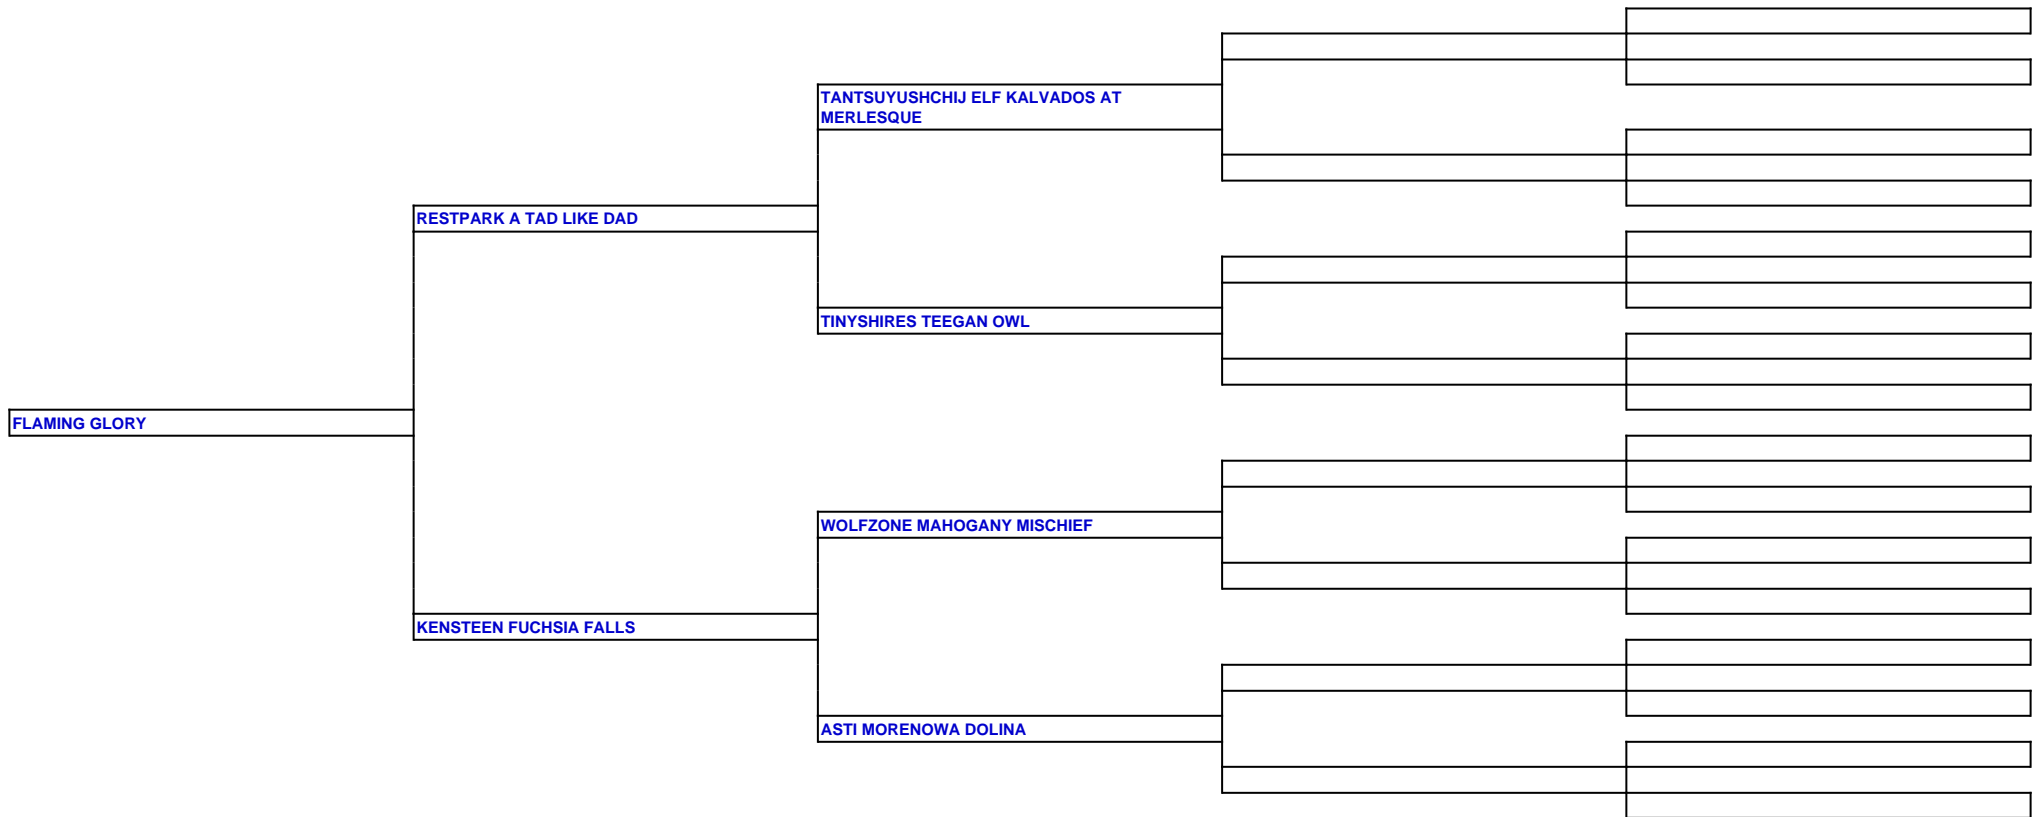 TANTSUYUSHCHIJ ELF KALVADOS AT
MERLESQUE
RESTPARK A TAD LIKE DAD
TINYSHIRES TEEGAN OWL
FLAMING GLORY
WOLFZONE MAHOGANY MISCHIEF
KENSTEEN FUCHSIA FALLS
ASTI MORENOWA DOLINA